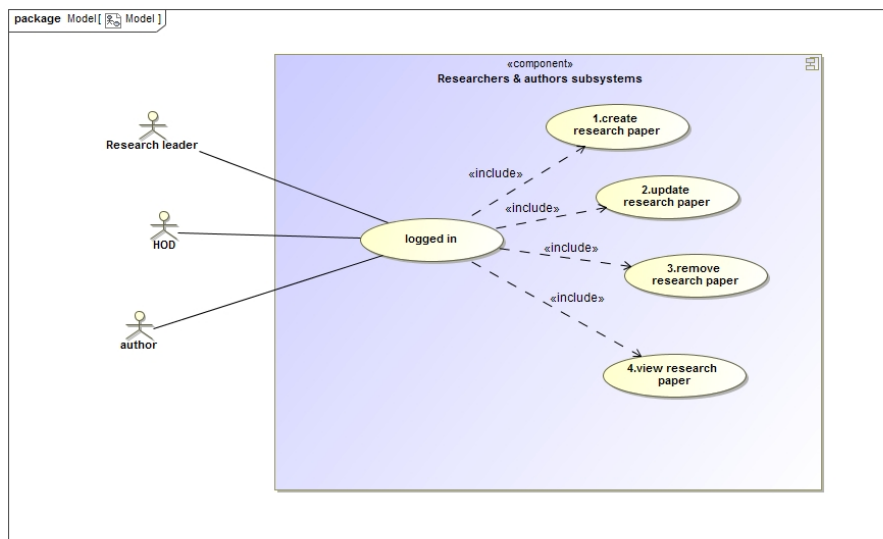 package Model[ Model ]
«component»
Researchers & authors subsystems
Research leader
HOD
author
logged in
«include»
«include»
«include»
«include»
1.create
research paper
2.update
research paper
3.remove
research paper
4.view research
paper